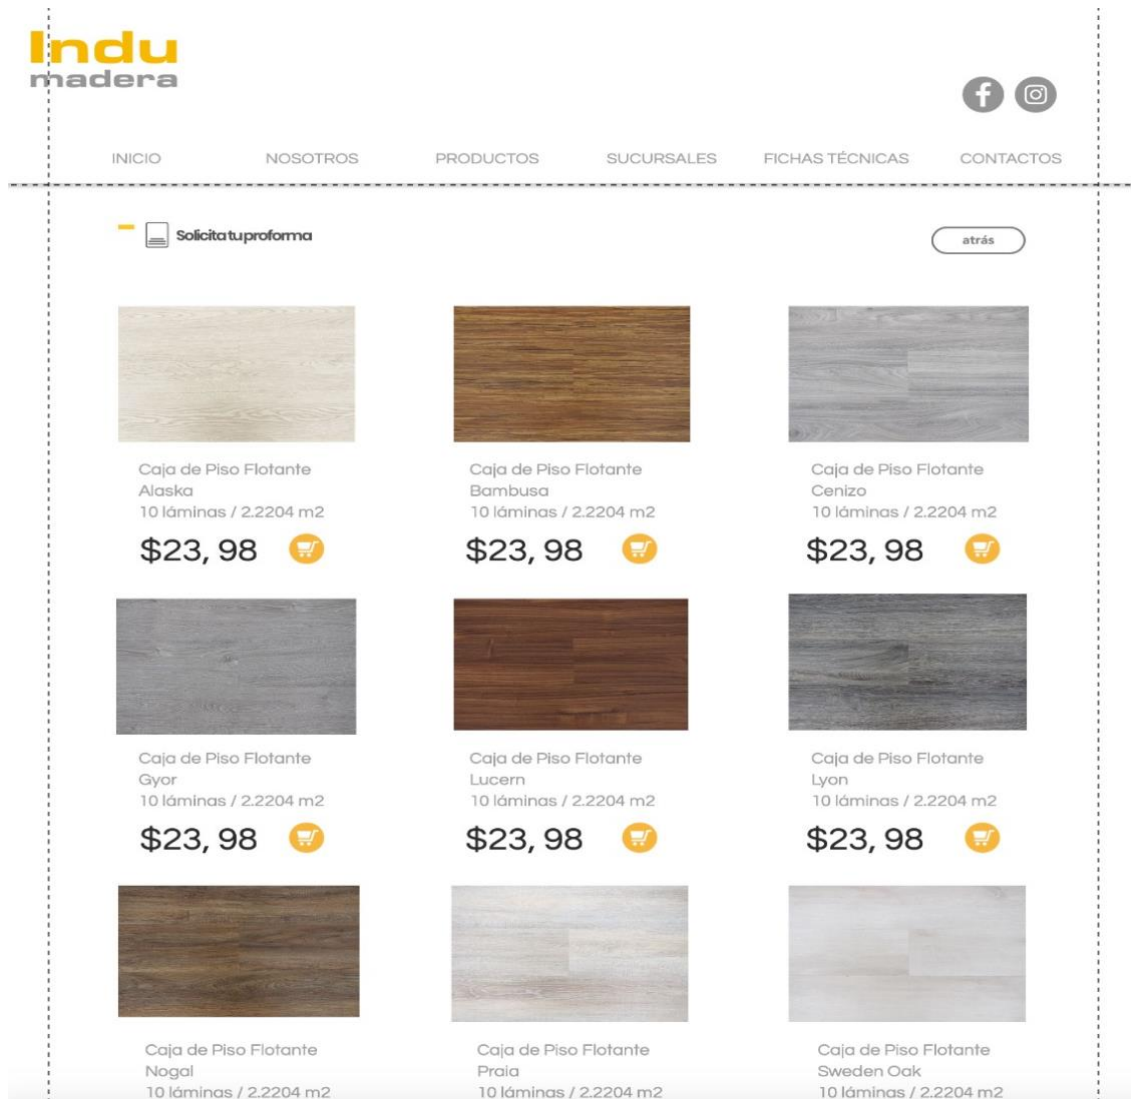 Indu
madera
INICIO NOSOTROS PRODUCTOS SUCURSALES FICHAS TÉCNICAS CONTACTOS
Solicita tu proforma
atrás
Caja de Piso Flotante
Alaska
10 láminas / 2.2204 m2
$23, 98
Caja de Piso Flotante
Bambusa
10 láminas / 2.2204 m2
$23, 98
Caja de Piso Flotante
Cenizo
10 láminas / 2.2204 m2
$23, 98
Caja de Piso Flotante
Gyor
10 láminas / 2.2204 m2
$23, 98
Caja de Piso Flotante
Lucern
10 láminas / 2.2204 m2
$23, 98
Caja de Piso Flotante
Lyon
10 láminas / 2.2204 m2
$23, 98
Caja de Piso Flotante
Nogal
10 láminas / 2.2204 m2
Caja de Piso Flotante
Praia
10 láminas / 2.2204 m2
Caja de Piso Flotante
Sweden Oak
10 láminas / 2.2204 m2